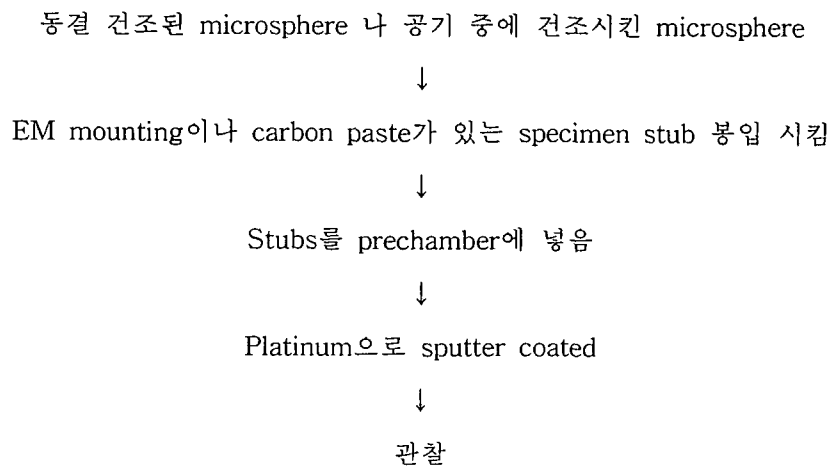 동결 건조된 microsphere 나 공기 중에 건조시킨 microsphere
↓
EM mounting이나 carbon paste가 있는 specimen stub 봉입 시킴
↓
Stubs를 prechamber에 넣음
↓
Platinum으로 sputter coated
↓
관찰